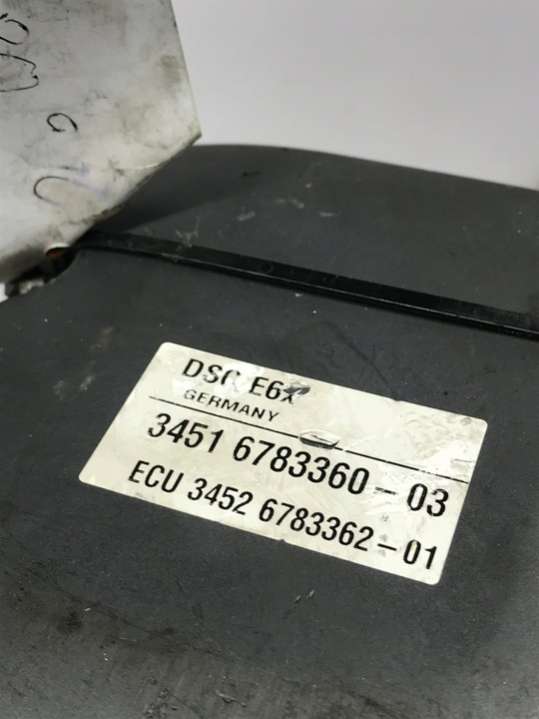 DSC E6X
GERMANY
3451 6783360-03
ECU 3452 6783362-01